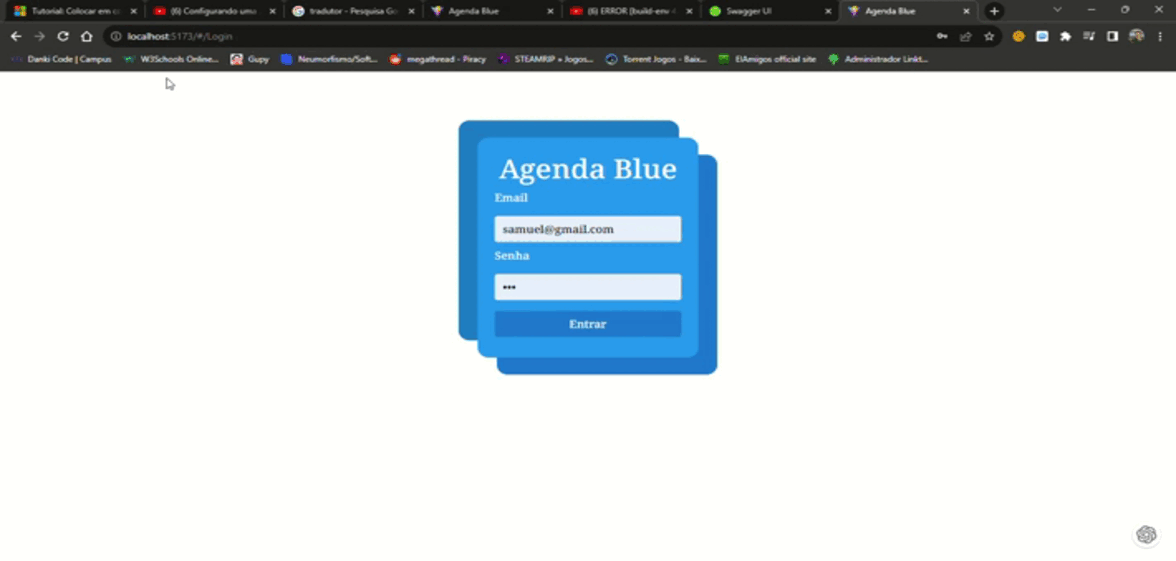 Tutorial: Colocar em c
(6) Configurando uma
tradutor - Pesquisa Go
Agenda Blue
(6) ERROR [build-env 4
Swagger UI
Agenda Blue
localhost:5173/#/Login
Danki Code | Campus
W3Schools Online...
Gupy
Neumorfismo/Soft...
megathread - Piracy
STEAMRIP » Jogos...
Torrent Jogos - Baix...
ElAmigos official site
Administrador Linkt...
Agenda Blue
Email
samuel@gmail.com
Senha
•••
Entrar